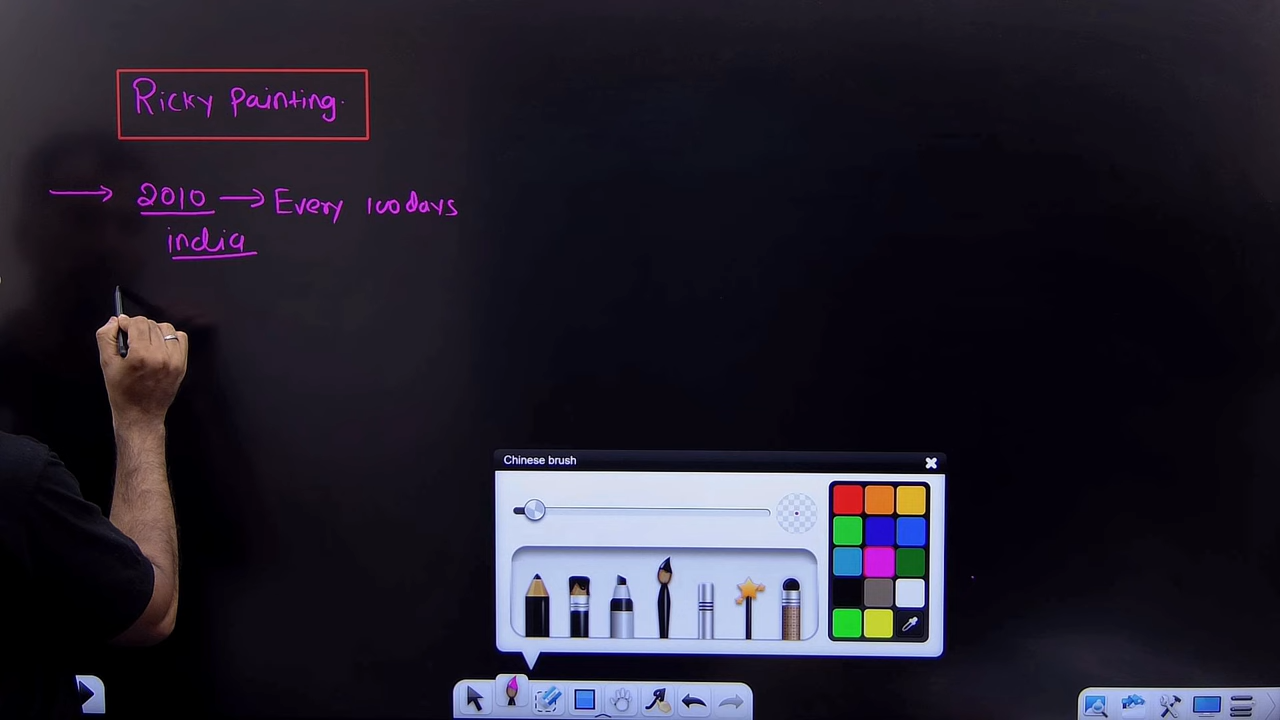 Ricky painting.
→ 2010 → Every 100 days
india
Chinese brush